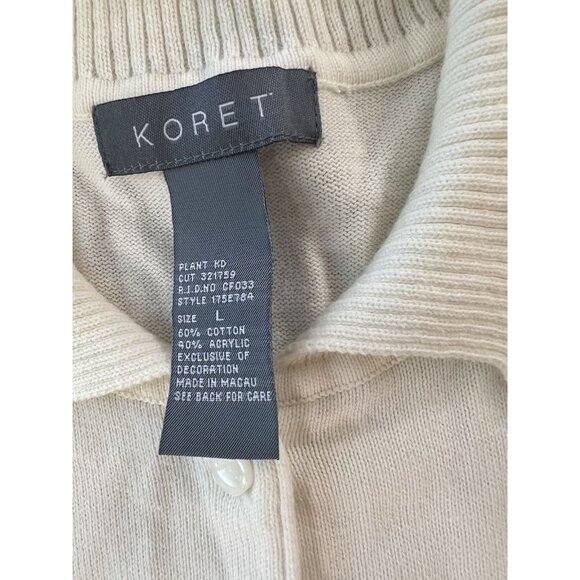 KORET™
PLANT KD
CUT 321759
R.I.D.NO CF033
STYLE 175E784
SIZE L
60% COTTON
40% ACRYLIC
EXCLUSIVE OF
DECORATION
MADE IN MACAU
SEE BACK FOR CARE